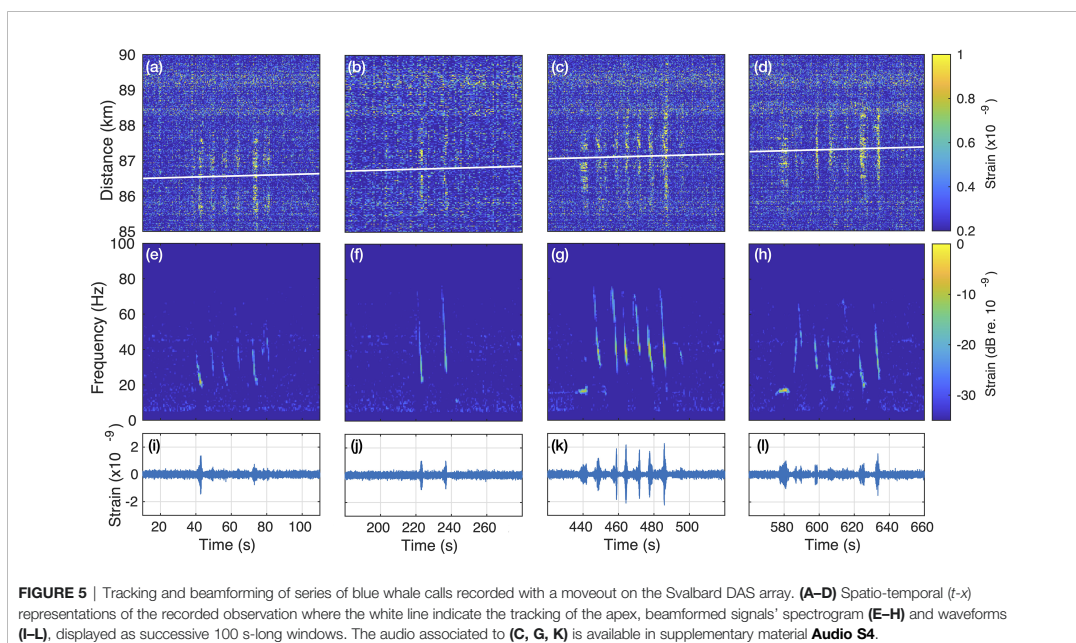 90
89
88
87
86
85
Distance (km)
(a)
(b)
(c)
(d)
1
0.8
0.6
0.4
0.2
Strain (x10 -9)
100
80
60
40
20
0
Frequency (Hz)
(e)
(f)
(g)
(h)
0
-10
-20
-30
Strain (dB re. 10 -9)
2
0
-2
Strain (x10 -9)
(i)
(j)
(k)
(l)
20 40 60 80 100
180 200 220 240 260
440 460 480 500 520
580 600 620 640 660
Time (s)
Time (s)
Time (s)
Time (s)
FIGURE 5 | Tracking and beamforming of series of blue whale calls recorded with a moveout on the Svalbard DAS array. (A–D) Spatio-temporal (t-x)
representations of the recorded observation where the white line indicate the tracking of the apex, beamformed signals' spectrogram (E–H) and waveforms
(I–L), displayed as successive 100 s-long windows. The audio associated to (C, G, K) is available in supplementary material Audio S4.